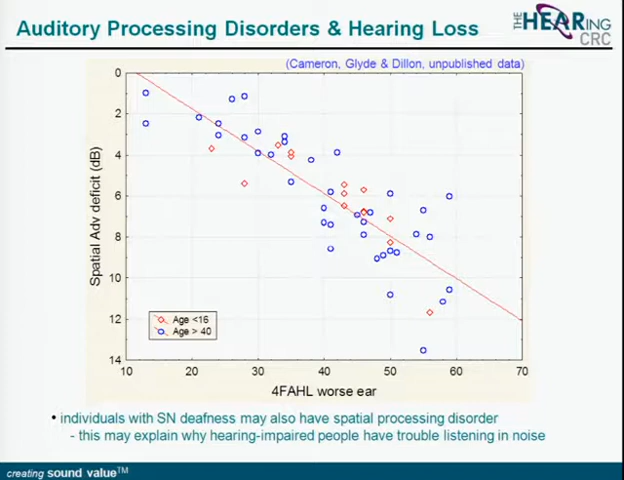 Auditory Processing Disorders & Hearing Loss
THE HEARing
CRC
(Cameron, Glyde & Dillon, unpublished data)
Spatial Adv deficit (dB)
0
2
4
6
8
10
12
14
10 20 30 40 50 60 70
Age <16
Age > 40
4FAHL worse ear
• individuals with SN deafness may also have spatial processing disorder
- this may explain why hearing-impaired people have trouble listening in noise
creating sound value™